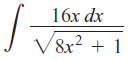 ∫ 16x dx / √(8x² + 1)